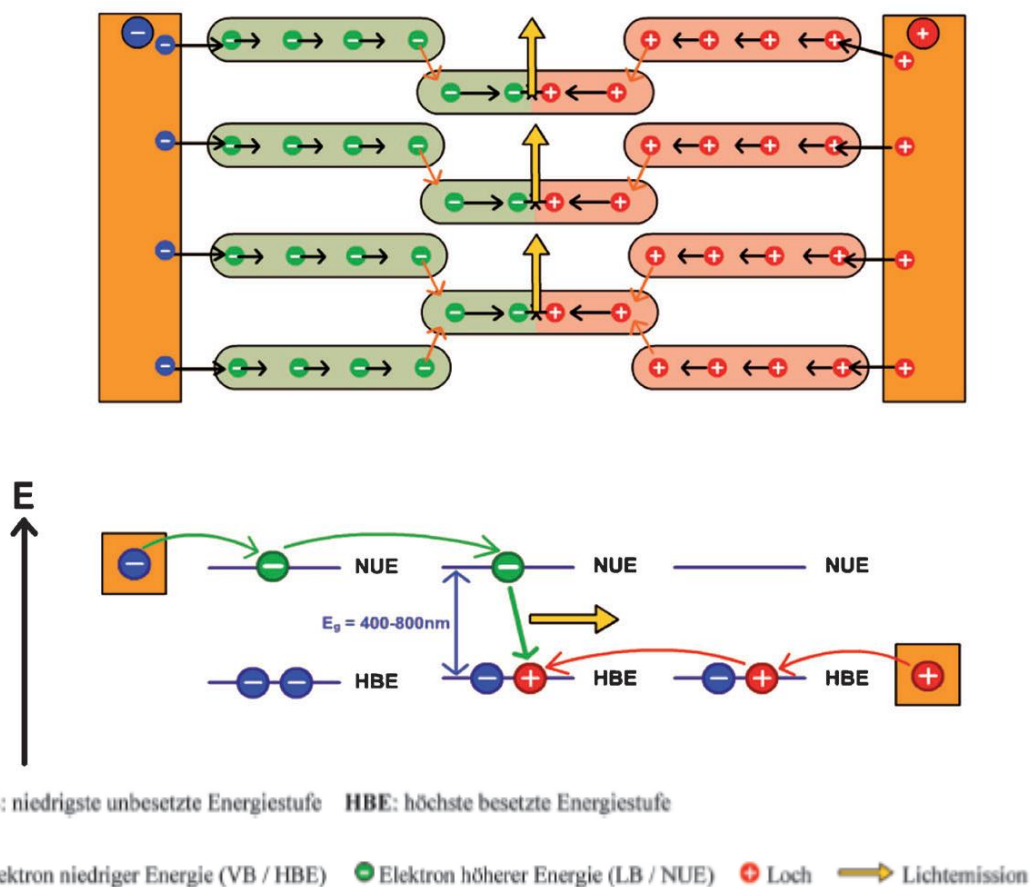 E
NUE NUE NUE
E_g = 400-800nm
HBE HBE HBE
: niedrigste unbesetzte Energiestufe HBE: höchste besetzte Energiestufe
ektron niedriger Energie (VB / HBE) Elektron höherer Energie (LB / NUE) Loch Lichtemission